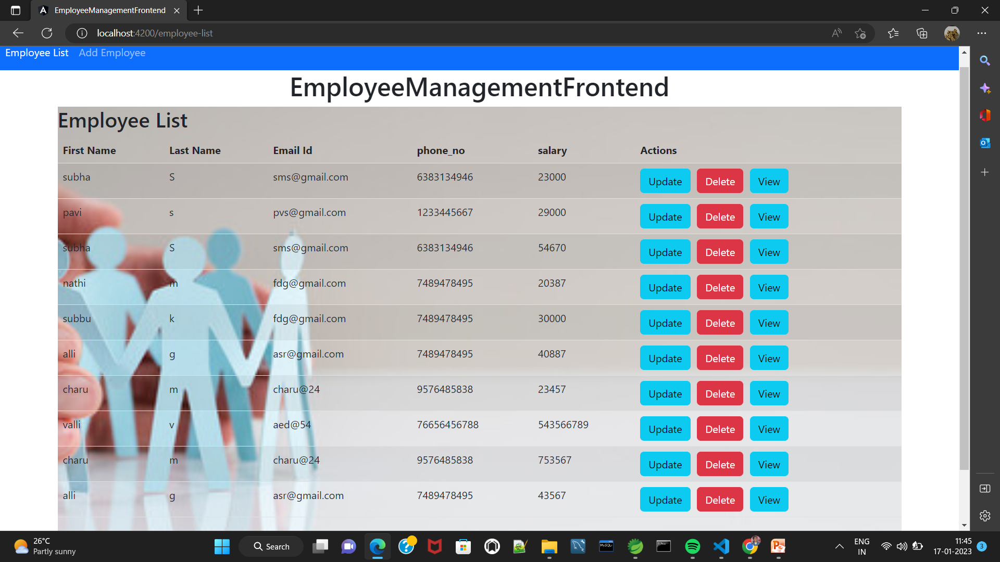 EmployeeManagementFrontend
localhost:4200/employee-list
Employee List Add Employee
EmployeeManagementFrontend
Employee List
First Name Last Name Email Id phone_no salary Actions
subha S sms@gmail.com 6383134946 23000 Update Delete View
pavi s pvs@gmail.com 1233445667 29000 Update Delete View
subha S sms@gmail.com 6383134946 54670 Update Delete View
nathi m fdg@gmail.com 7489478495 20387 Update Delete View
subbu k fdg@gmail.com 7489478495 30000 Update Delete View
alli g asr@gmail.com 7489478495 40887 Update Delete View
charu m charu@24 9576485838 23457 Update Delete View
valli v aed@54 76656456788 543566789 Update Delete View
charu m charu@24 9576485838 753567 Update Delete View
alli g asr@gmail.com 7489478495 43567 Update Delete View
26°C
Partly sunny
Search
MySQL
ENG
IN
11:45
17-01-2023
3